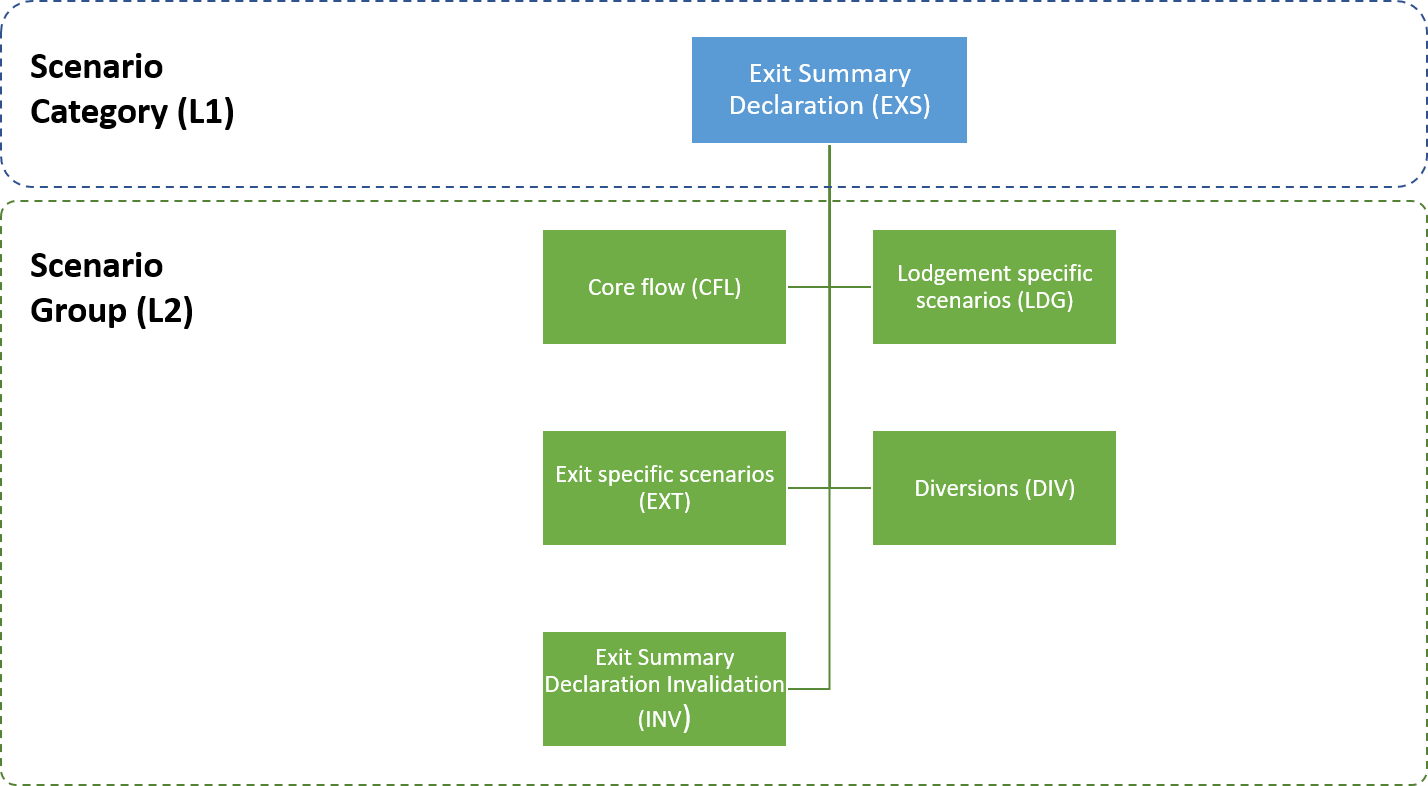 Scenario
Category (L1)
Exit Summary
Declaration (EXS)
Scenario
Group (L2)
Core flow (CFL)
Lodgement specific
scenarios (LDG)
Exit specific scenarios
(EXT)
Diversions (DIV)
Exit Summary
Declaration Invalidation
(INV)